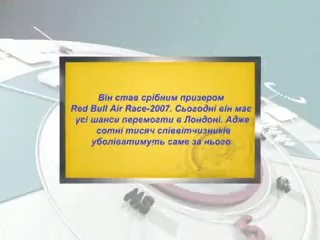 Він став срібним призером
Red Bull Air Race-2007. Сьогодні він має
усі шанси перемогти в Лондоні. Адже
сотні тисяч співвітчизників
уболіватимуть саме за нього.